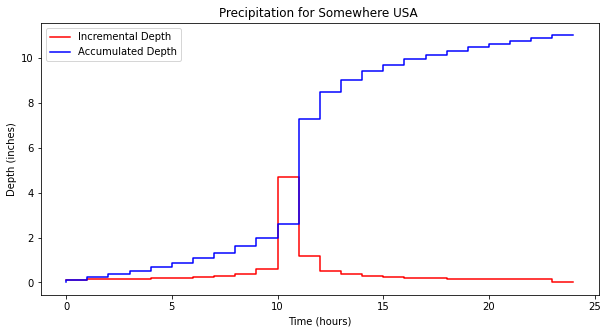 Precipitation for Somewhere USA
Incremental Depth
Accumulated Depth
Depth (inches)
10
8
6
4
2
0
0 5 10 15 20 25
Time (hours)